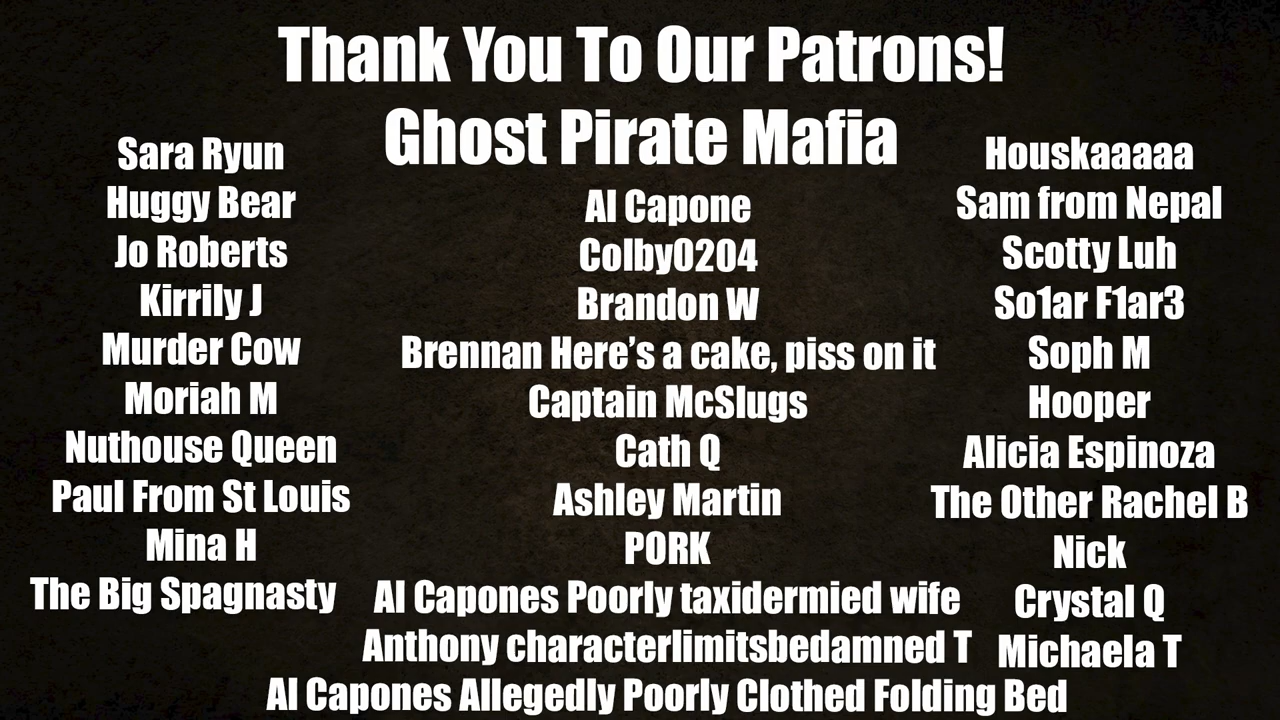 Thank You To Our Patrons!
Ghost Pirate Mafia
Sara Ryun
Huggy Bear
Jo Roberts
Kirrily J
Murder Cow
Moriah M
Nuthouse Queen
Paul From St Louis
Mina H
The Big Spagnasty
Al Capone
Colby0204
Brandon W
Brennan Here’s a cake, piss on it
Captain McSlugs
Cath Q
Ashley Martin
PORK
Al Capones Poorly taxidermied wife
Anthony characterlimitsbedamned T
Al Capones Allegedly Poorly Clothed Folding Bed
Houskaaaaa
Sam from Nepal
Scotty Luh
So1ar F1ar3
Soph M
Hooper
Alicia Espinoza
The Other Rachel B
Nick
Crystal Q
Michaela T